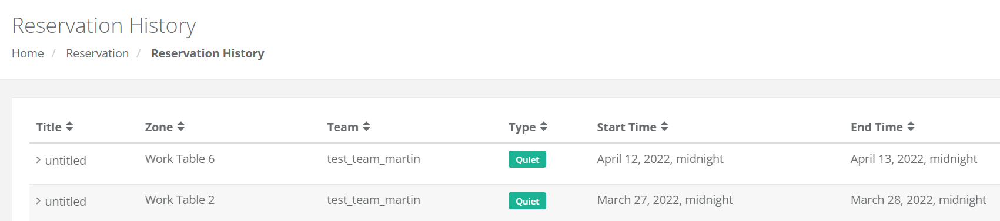 Reservation History
Home / Reservation / Reservation History
Title Zone Team Type Start Time End Time
untitled Work Table 6 test_team_martin Quiet April 12, 2022, midnight April 13, 2022, midnight
untitled Work Table 2 test_team_martin Quiet March 27, 2022, midnight March 28, 2022, midnight